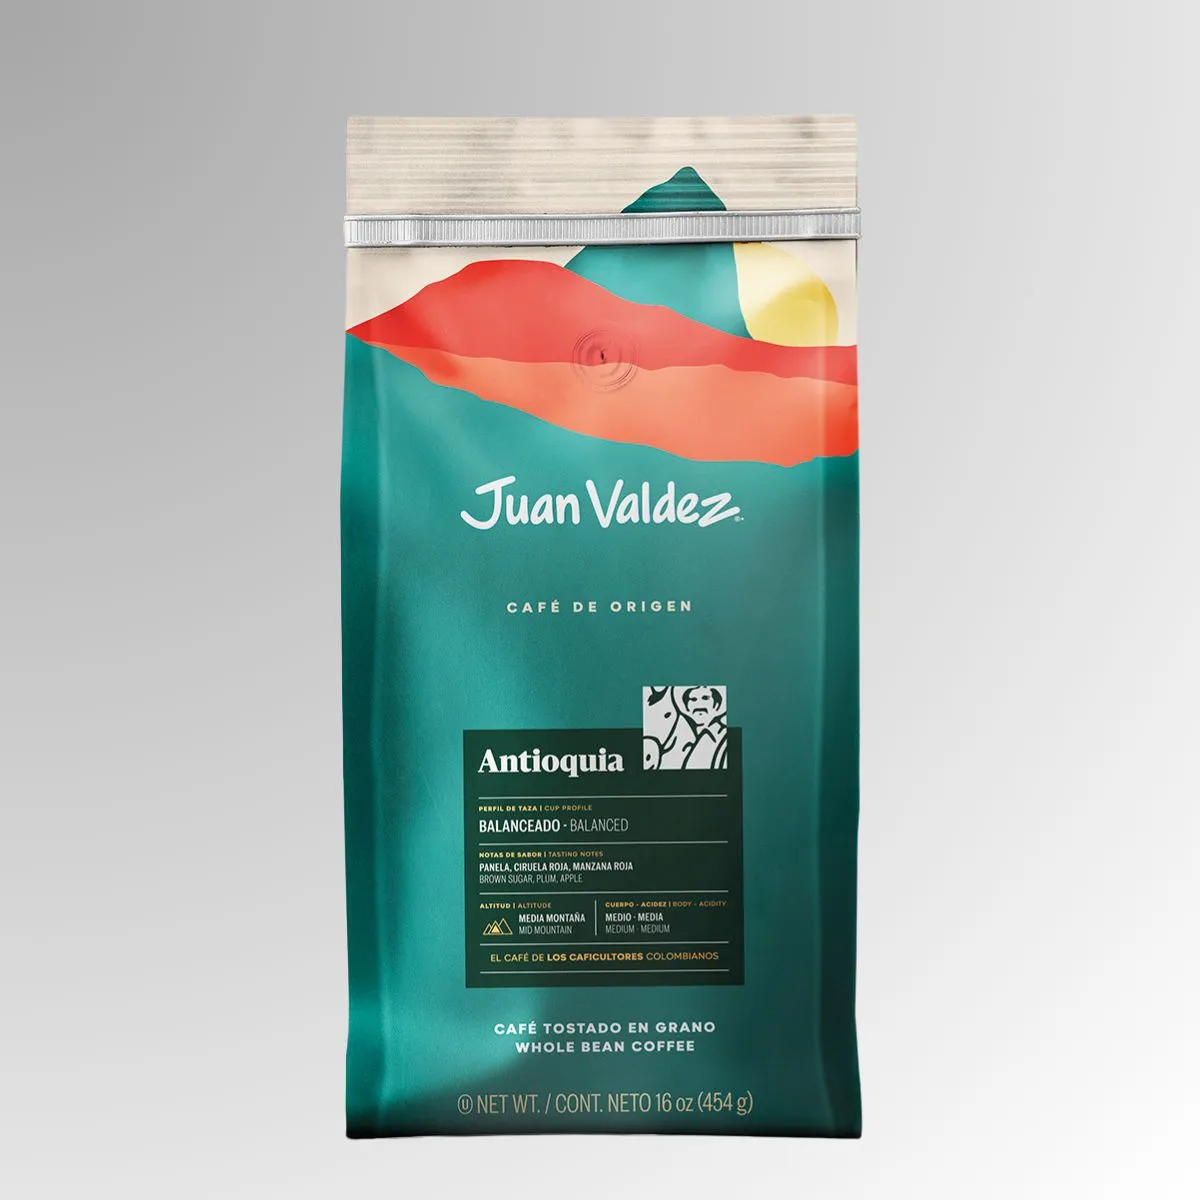 Juan Valdez®
CAFÉ DE ORIGEN
Antioquia
PERFIL DE TAZA | CUP PROFILE
BALANCEADO - BALANCED
NOTAS DE SABOR | TASTING NOTES
PANELA, CIRUELA ROJA, MANZANA ROJA
BROWN SUGAR, PLUM, APPLE
ALTITUD | ALTITUDE
MEDIA MONTAÑA
MID MOUNTAIN
CUERPO - ACIDEZ | BODY - ACIDITY
MEDIO - MEDIA
MEDIUM - MEDIUM
EL CAFÉ DE LOS CAFICULTORES COLOMBIANOS
CAFÉ TOSTADO EN GRANO
WHOLE BEAN COFFEE
Ⓤ NET WT. / CONT. NETO 16 oz (454 g)